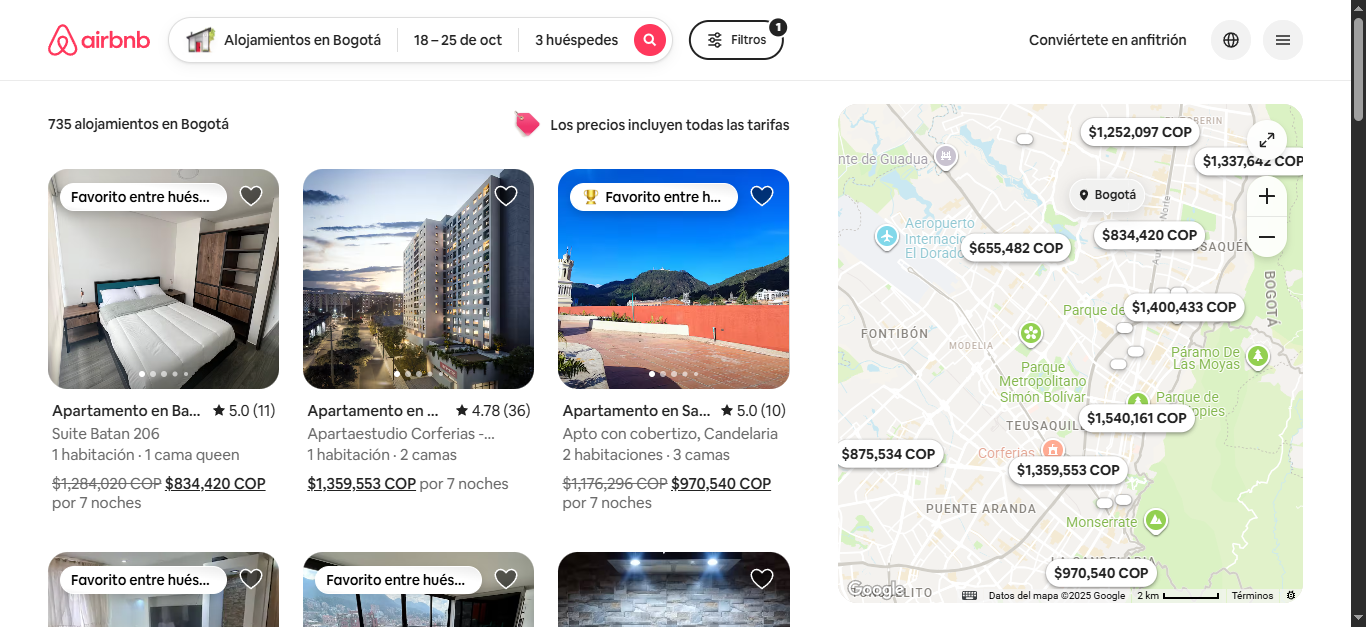 airbnb
Alojamientos en Bogotá
18 – 25 de oct
3 huéspedes
Filtros
1
Conviértete en anfitrión
735 alojamientos en Bogotá
Los precios incluyen todas las tarifas
Favorito entre hués...
Favorito entre h...
Apartamento en Ba... 5.0 (11)
Suite Batan 206
1 habitación · 1 cama queen
$1,284,020 COP $834,420 COP
por 7 noches
Apartamento en ... 4.78 (36)
Apartaestudio Corferias -...
1 habitación · 2 camas
$1,359,553 COP por 7 noches
Apartamento en Sa... 5.0 (10)
Apto con cobertizo, Candelaria
2 habitaciones · 3 camas
$1,176,296 COP $970,540 COP
por 7 noches
Favorito entre hués...
Favorito entre hués...
$1,252,097 COP
nte de Guadua
$1,337,642 COP
Bogotá
Aeropuerto
Internacio
El Dorado
$655,482 COP
$834,420 COP
SAQUÉN
BOGOTÁ
Parque de
$1,400,433 COP
FONTIBÓN
MODELIA
Parque
Metropolitano
Simón Bolívar
Páramo De
Las Moyas
Parque de
ppies
$1,540,161 COP
TEUSAQUIL
$875,534 COP
Corferias
$1,359,553 COP
PUENTE ARANDA
Monserrate
LA CANDELARIA
$970,540 COP
Google
Datos del mapa ©2025 Google
2 km
Términos